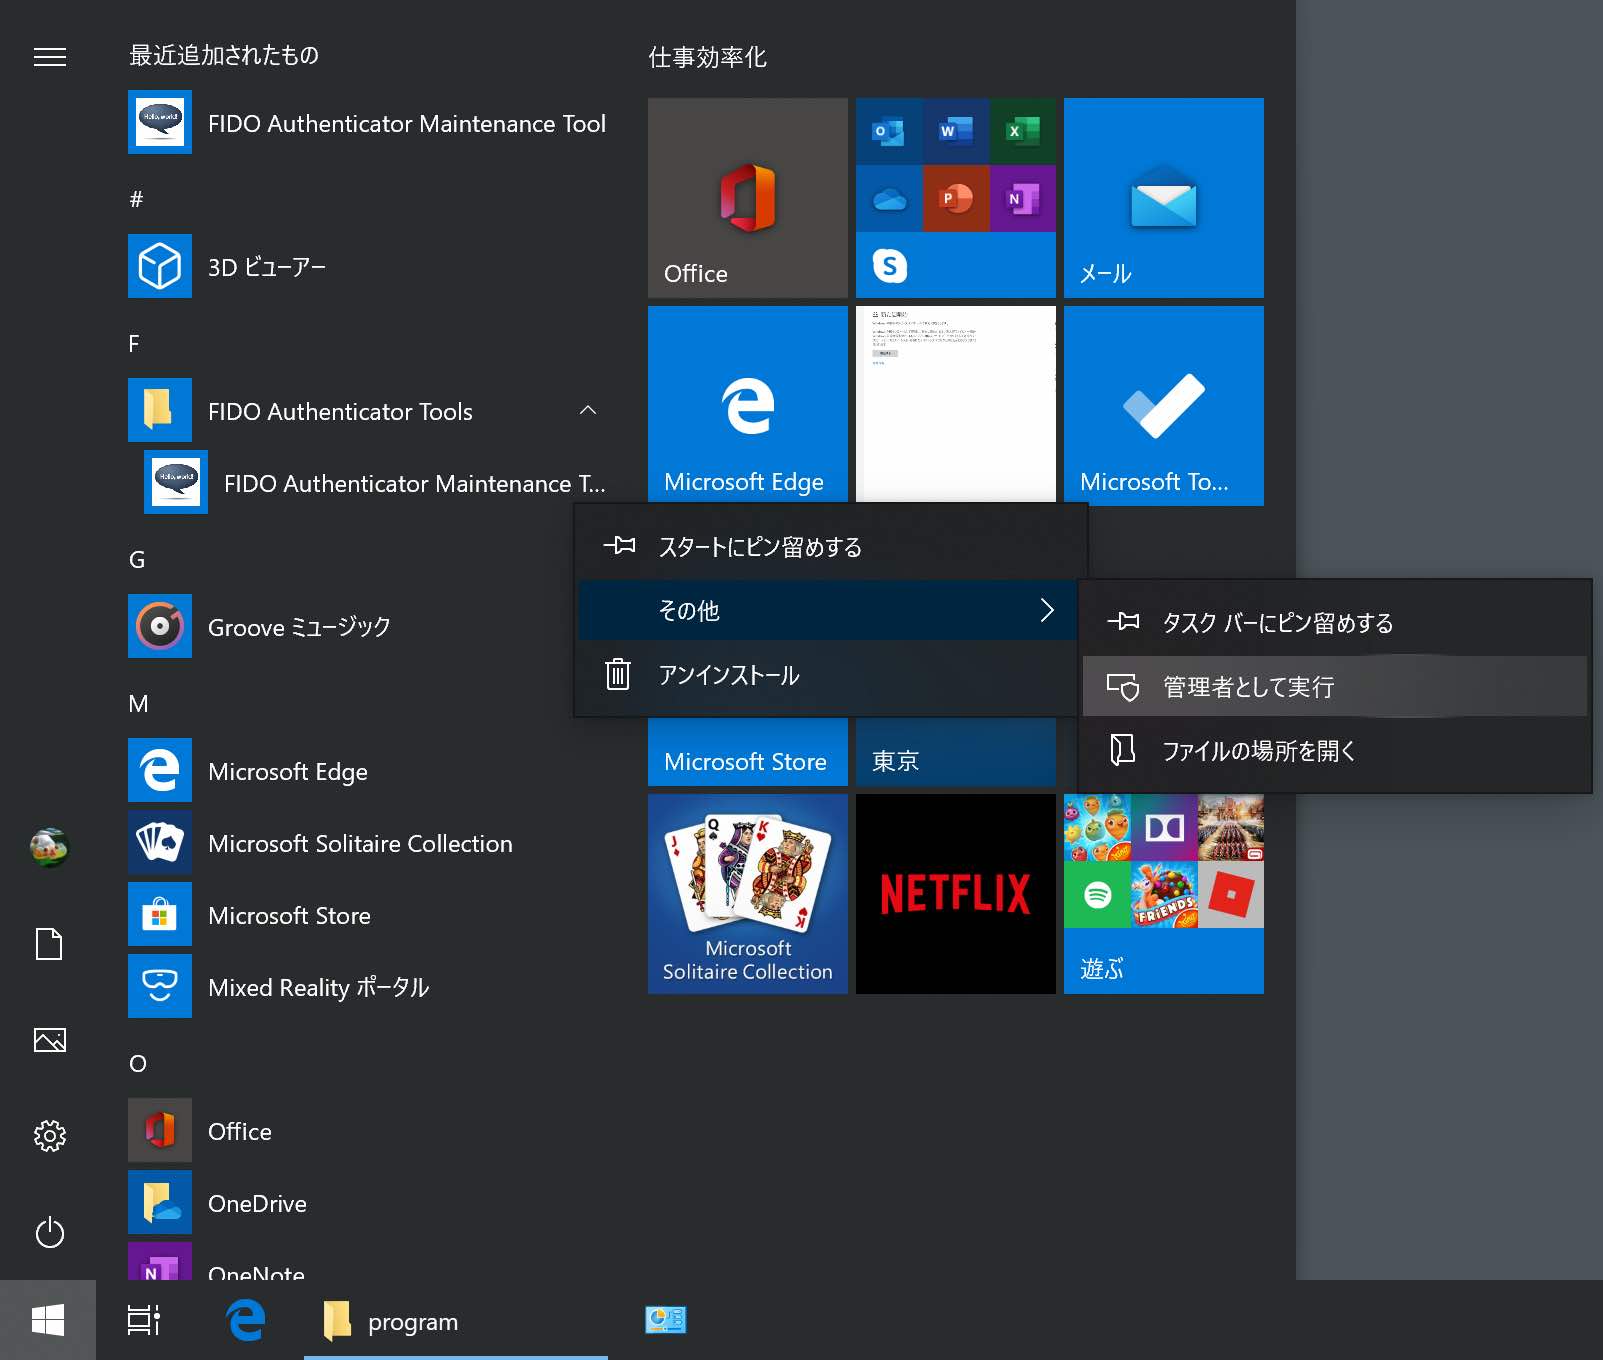 最近追加されたもの
FIDO Authenticator Maintenance Tool
#
3D ビューアー
F
FIDO Authenticator Tools
FIDO Authenticator Maintenance T...
G
Groove ミュージック
M
Microsoft Edge
Microsoft Solitaire Collection
Microsoft Store
Mixed Reality ポータル
O
Office
OneDrive
OneNote
仕事効率化
Office
メール
Microsoft Edge
Microsoft To...
スタートにピン留めする
その他
アンインストール
タスク バーにピン留めする
管理者として実行
ファイルの場所を開く
Microsoft Store
東京
Microsoft
Solitaire Collection
NETFLIX
FRIENDS
遊ぶ
program